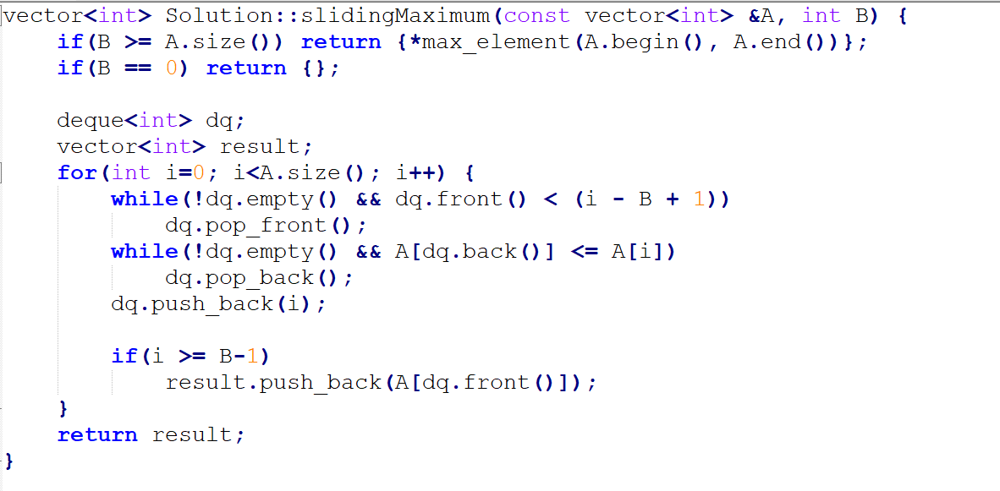 vector<int> Solution::slidingMaximum(const vector<int> &A, int B) {
    if(B >= A.size()) return {*max_element(A.begin(), A.end())};
    if(B == 0) return {};

    deque<int> dq;
    vector<int> result;
    for(int i=0; i<A.size(); i++) {
        while(!dq.empty() && dq.front() < (i - B + 1))
            dq.pop_front();
        while(!dq.empty() && A[dq.back()] <= A[i])
            dq.pop_back();
        dq.push_back(i);

        if(i >= B-1)
            result.push_back(A[dq.front()]);
    }
    return result;
}